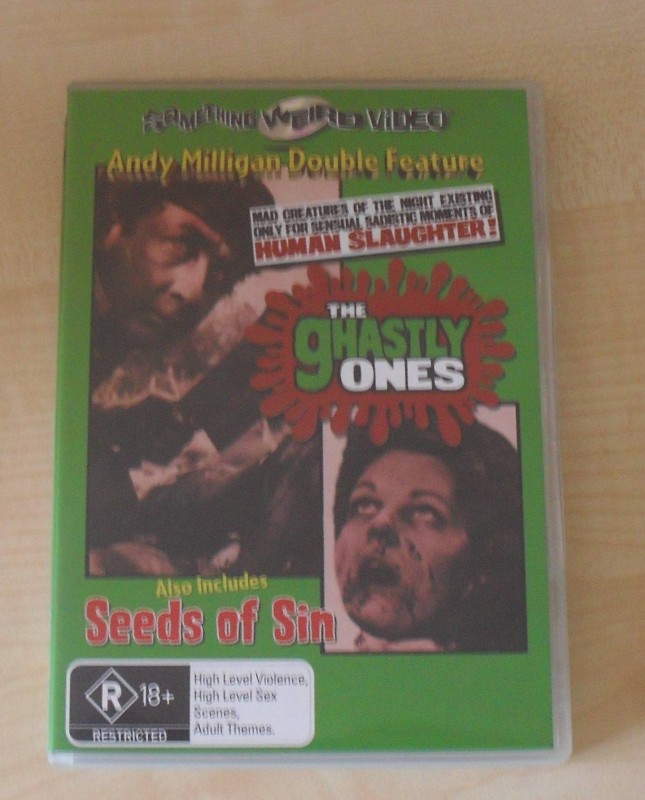 SOMETHING WEIRD VIDEO
Andy Milligan Double Feature
MAD CREATURES OF THE NIGHT EXISTING
ONLY FOR SENSUAL SADISTIC MOMENTS OF
HUMAN SLAUGHTER!
THE
gHASTLY
ONES
Also Includes
Seeds of Sin
R 18+
RESTRICTED
High Level Violence,
High Level Sex
Scenes,
Adult Themes.